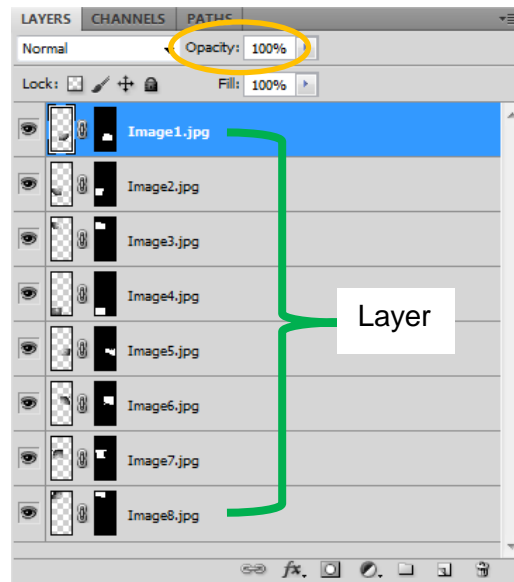 LAYERS CHANNELS PATHS
Normal Opacity: 100%
Lock: Fill: 100%
Image1.jpg
Image2.jpg
Image3.jpg
Image4.jpg
Layer
Image5.jpg
Image6.jpg
Image7.jpg
Image8.jpg
fx.